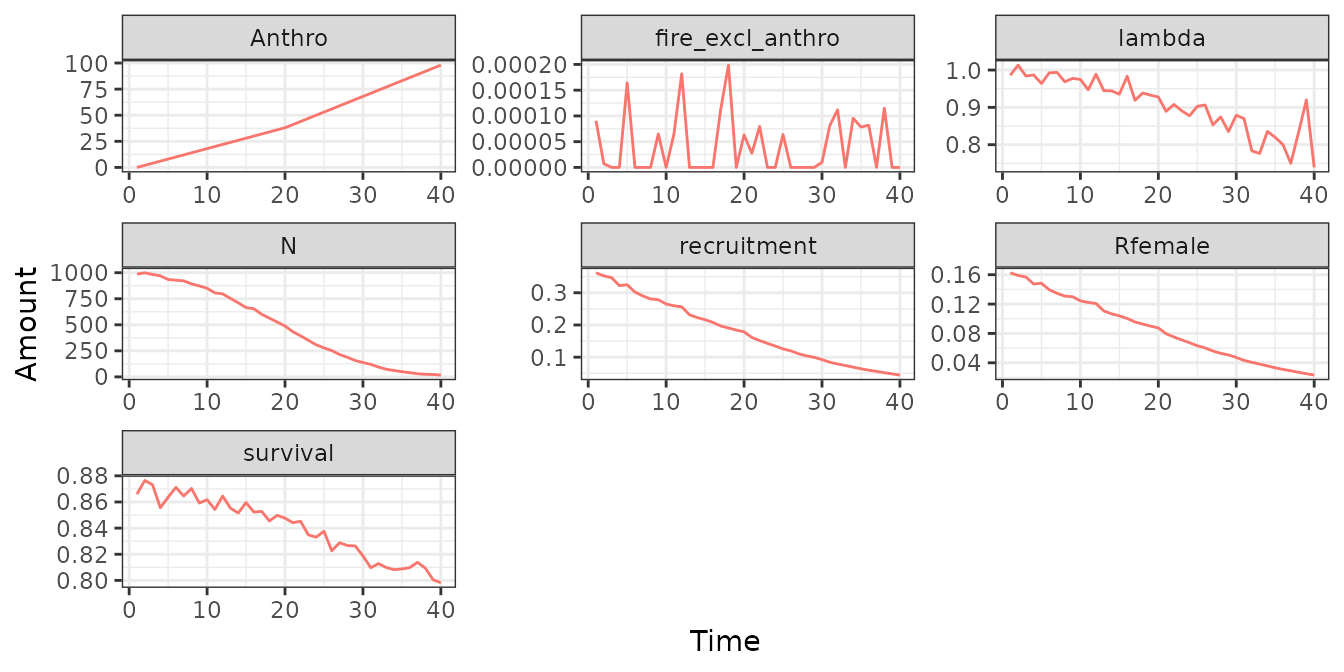 Anthro
fire_excl_anthro
lambda
100
75
50
25
0
0.00020
0.00015
0.00010
0.00005
0.00000
1.0
0.9
0.8
0 10 20 30 40
0 10 20 30 40
0 10 20 30 40
N
recruitment
Rfemale
1000
750
500
250
0
0.3
0.2
0.1
0.16
0.12
0.08
0.04
0 10 20 30 40
0 10 20 30 40
0 10 20 30 40
survival
0.88
0.86
0.84
0.82
0.80
0 10 20 30 40
Amount
Time